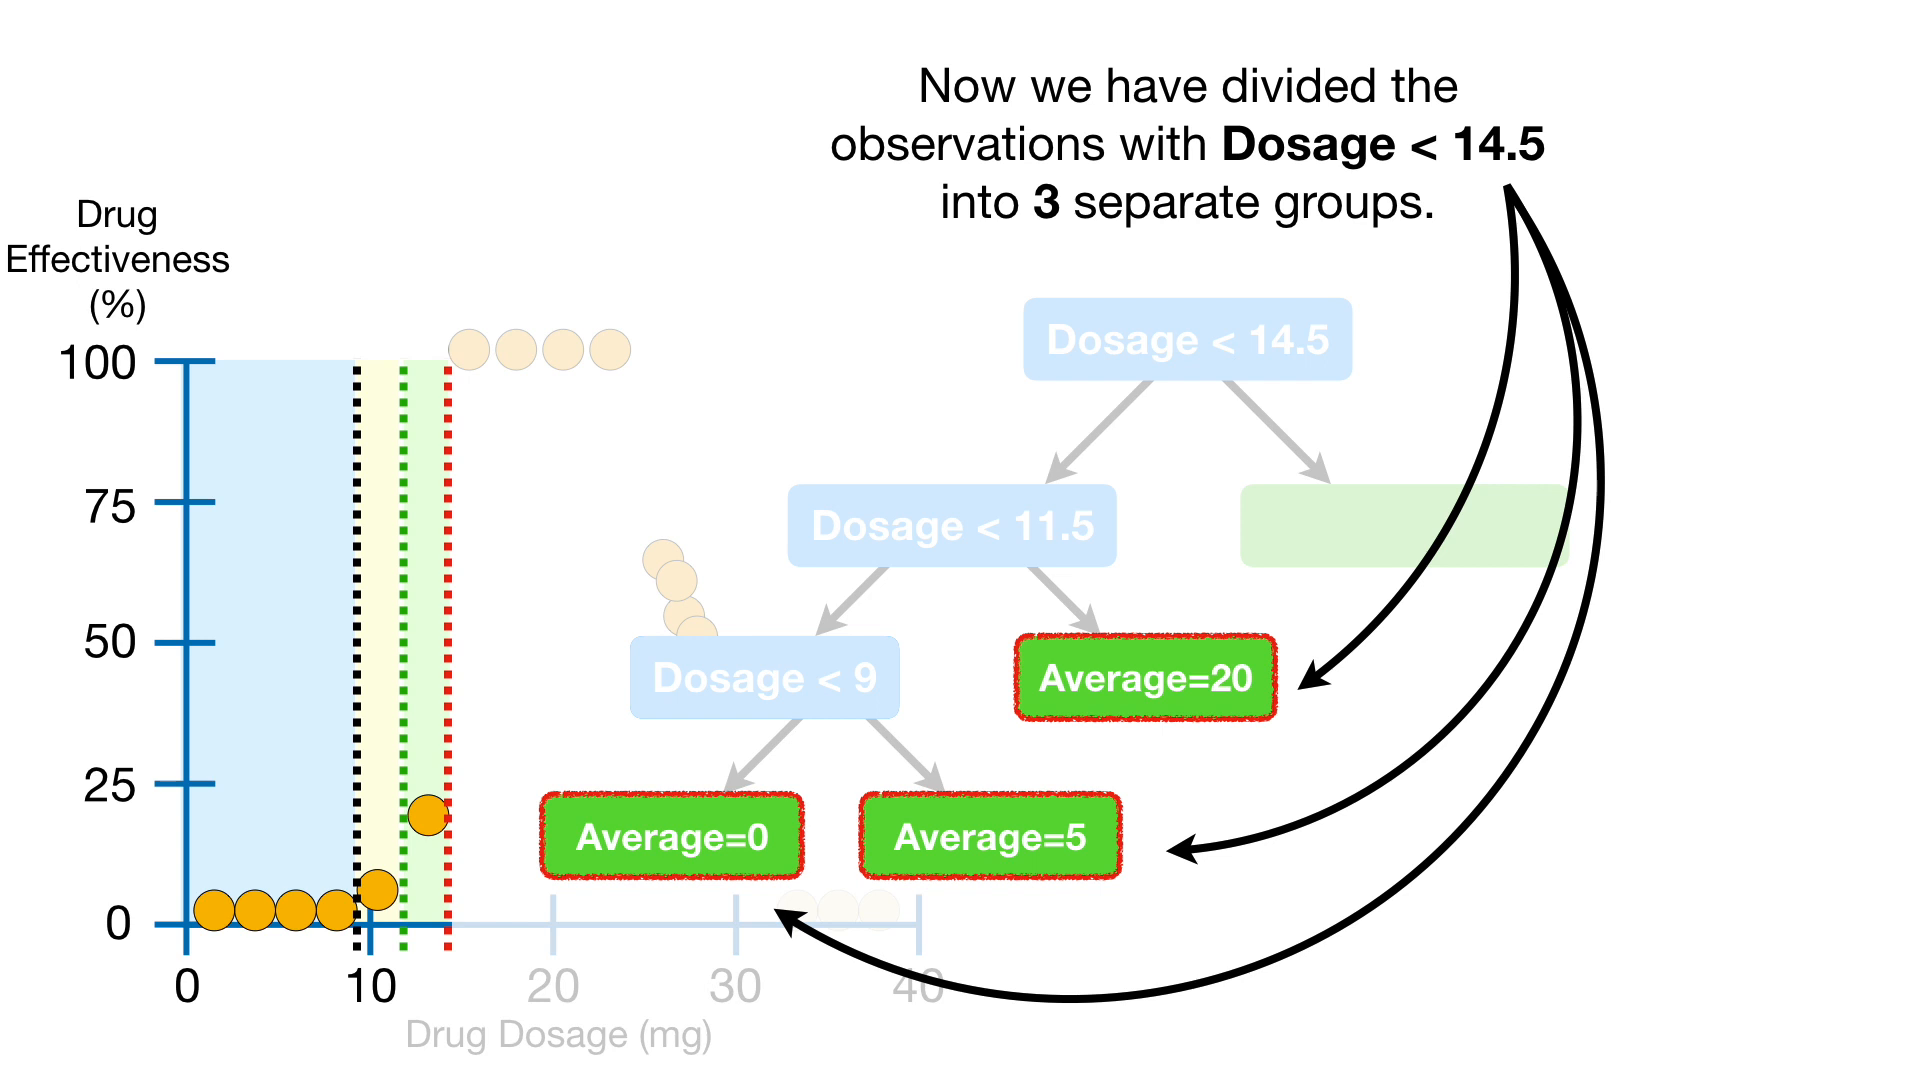 Now we have divided the
observations with Dosage < 14.5
into 3 separate groups.
Drug
Effectiveness
(%)
100
75
50
25
0
0
10
20
30
40
Drug Dosage (mg)
Dosage < 14.5
Dosage < 11.5
Dosage < 9
Average=20
Average=0
Average=5